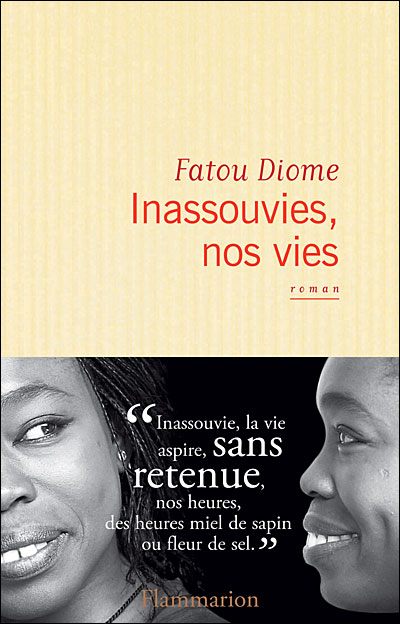 Fatou Diome
Inassouvies,
nos vies
roman
“Inassouvie, la vie
aspire, sans
retenue,
nos heures,
des heures miel de sapin
ou fleur de sel.”
Flammarion